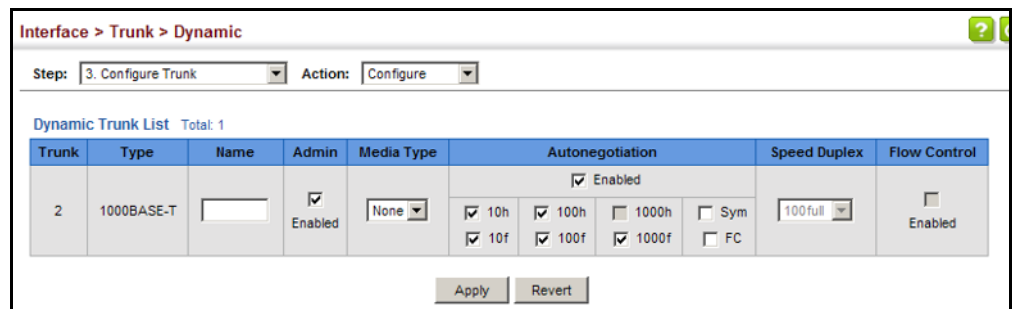 Interface > Trunk > Dynamic
?
Step: 3. Configure Trunk Action: Configure
Dynamic Trunk List Total: 1
Trunk Type Name Admin Media Type Autonegotiation Speed Duplex Flow Control
Enabled
2 1000BASE-T Enabled None 10h 100h 1000h Sym 100full Enabled
10f 100f 1000f FC
Apply Revert